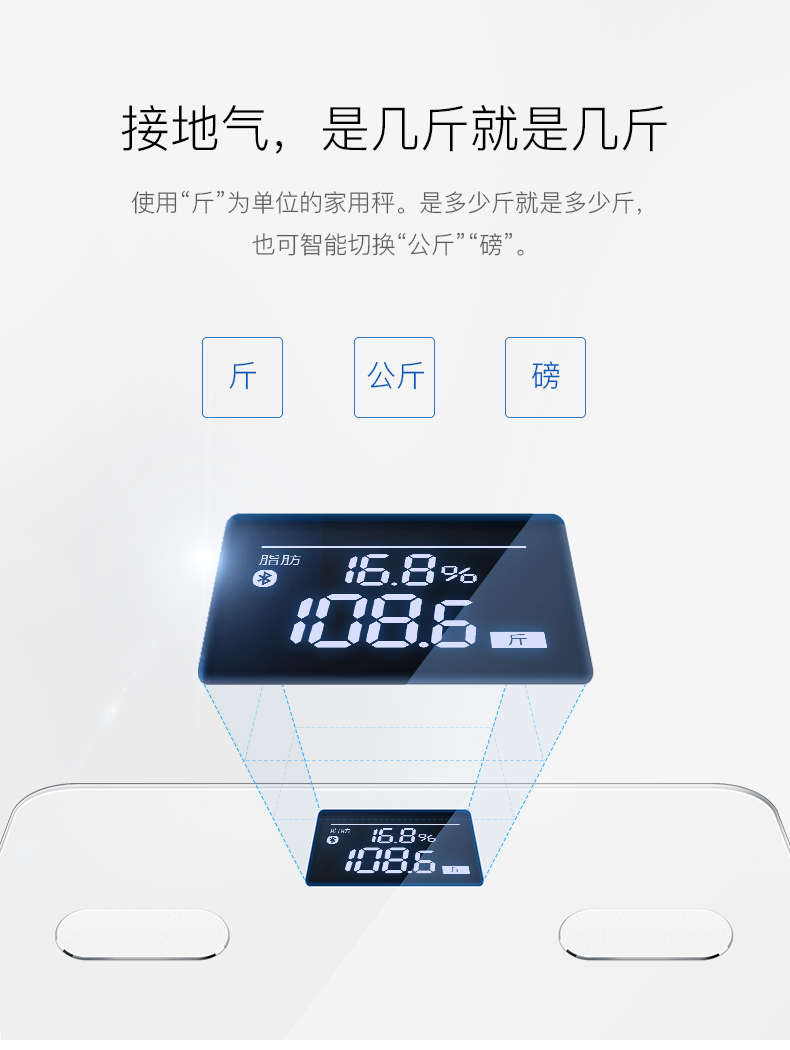 接地气，是几斤就是几斤
使用“斤”为单位的家用秤。是多少斤就是多少斤，
也可智能切换“公斤”“磅”。
斤 公斤 磅
脂肪 16.8%
108.6 斤
脂肪 16.8%
108.6 斤